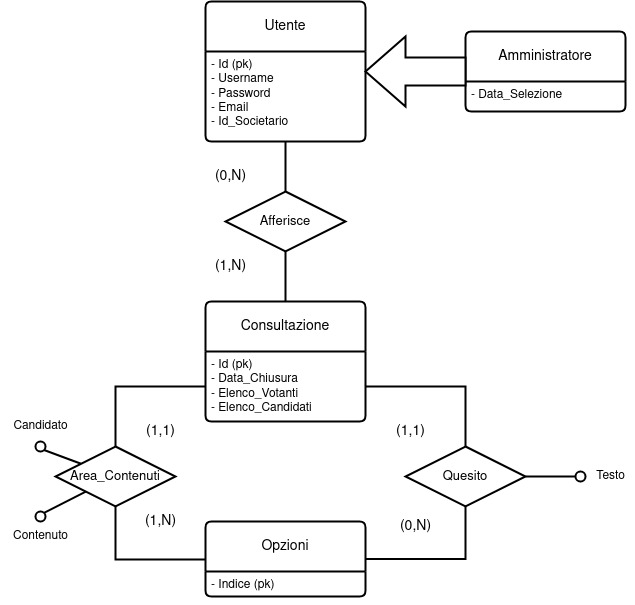 Utente
- Id (pk)
- Username
- Password
- Email
- Id_Societario
Amministratore
- Data_Selezione
(0,N)
Afferisce
(1,N)
Consultazione
- Id (pk)
- Data_Chiusura
- Elenco_Votanti
- Elenco_Candidati
(1,1)
(1,1)
Candidato
Area_Contenuti
Contenuto
Quesito
Testo
(1,N)
(0,N)
Opzioni
- Indice (pk)